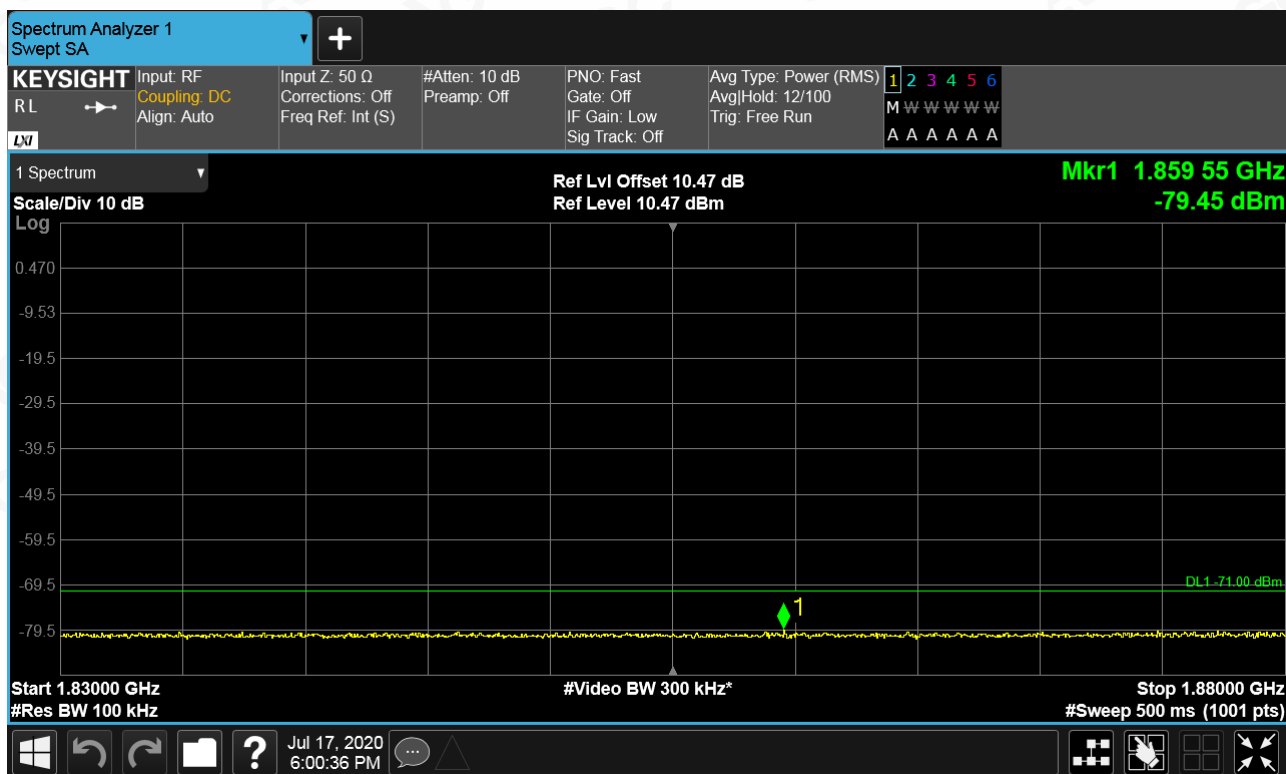 Spectrum Analyzer 1
Swept SA
KEYSIGHT
R L
LXI
Input: RF
Coupling: DC
Align: Auto
Input Z: 50 Ω
Corrections: Off
Freq Ref: Int (S)
#Atten: 10 dB
Preamp: Off
PNO: Fast
Gate: Off
IF Gain: Low
Sig Track: Off
Avg Type: Power (RMS)
Avg|Hold: 12/100
Trig: Free Run
1 2 3 4 5 6
M W W W W W
A A A A A A
1 Spectrum
Scale/Div 10 dB
Ref Lvl Offset 10.47 dB
Ref Level 10.47 dBm
Mkr1 1.859 55 GHz
-79.45 dBm
Log
0.470
-9.53
-19.5
-29.5
-39.5
-49.5
-59.5
-69.5
DL1 -71.00 dBm
1
-79.5
Start 1.83000 GHz
#Res BW 100 kHz
#Video BW 300 kHz*
Stop 1.88000 GHz
#Sweep 500 ms (1001 pts)
?
Jul 17, 2020
6:00:36 PM